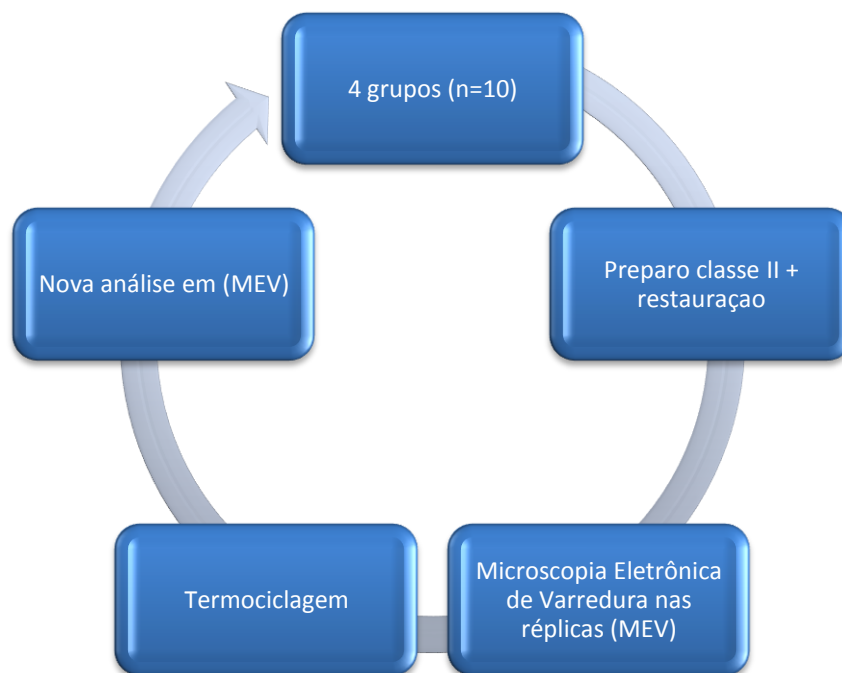 4 grupos (n=10)
Preparo classe II +
restauraçao
Microscopia Eletrônica
de Varredura nas
réplicas (MEV)
Termociclagem
Nova análise em (MEV)